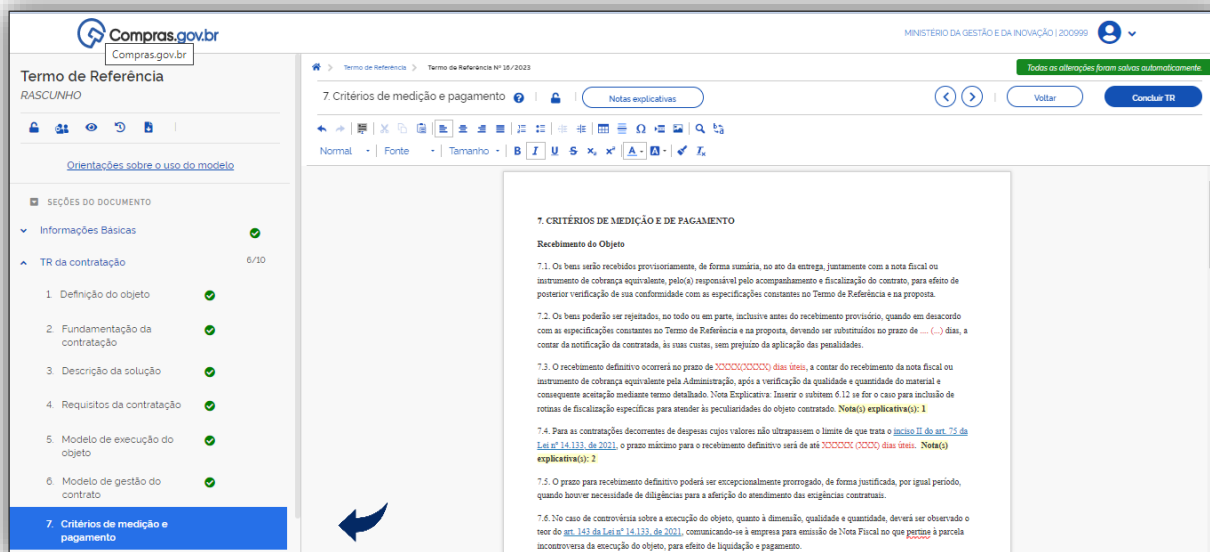 Compras.gov.br
MINISTÉRIO DA GESTÃO E DA INOVAÇÃO | 200999
Compras.gov.br
Termo de Referência
RASCUNHO
Orientações sobre o uso do modelo
SEÇÕES DO DOCUMENTO
Informações Básicas
TR da contratação 6/10
1. Definição do objeto
2. Fundamentação da
contratação
3. Descrição da solução
4. Requisitos da contratação
5. Modelo de execução do
objeto
6. Modelo de gestão do
contrato
7. Critérios de medição e
pagamento
Termo de Referência > Termo de Referência Nº 16/2023
Todas as alterações foram salvas automaticamente.
7. Critérios de medição e pagamento
Notas explicativas
Voltar
Concluir TR
Normal Fonte Tamanho B I U S x₂ x² A A Tx
7. CRITÉRIOS DE MEDIÇÃO E DE PAGAMENTO
Recebimento do Objeto
7.1. Os bens serão recebidos provisoriamente, de forma sumária, no ato da entrega, juntamente com a nota fiscal ou
instrumento de cobrança equivalente, pelo(a) responsável pelo acompanhamento e fiscalização do contrato, para efeito de
posterior verificação de sua conformidade com as especificações constantes no Termo de Referência e na proposta.
7.2. Os bens poderão ser rejeitados, no todo ou em parte, inclusive antes do recebimento provisório, quando em desacordo
com as especificações constantes no Termo de Referência e na proposta, devendo ser substituídos no prazo de .... (...) dias, a
contar da notificação da contratada, às suas custas, sem prejuízo da aplicação das penalidades.
7.3. O recebimento definitivo ocorrerá no prazo de XXXX(XXXXX) dias úteis, a contar do recebimento da nota fiscal ou
instrumento de cobrança equivalente pela Administração, após a verificação da qualidade e quantidade do material e
consequente aceitação mediante termo detalhado. Nota Explicativa: Inserir o subitem 6.12 se for o caso para inclusão de
rotinas de fiscalização específicas para atender às peculiaridades do objeto contratado. Nota(s) explicativa(s): 1
7.4. Para as contratações decorrentes de despesas cujos valores não ultrapassem o limite de que trata o inciso II do art. 75 da
Lei nº 14.133, de 2021, o prazo máximo para o recebimento definitivo será de até XXXXXX (XXXX) dias úteis. Nota(s)
explicativa(s): 2
7.5. O prazo para recebimento definitivo poderá ser excepcionalmente prorrogado, de forma justificada, por igual período,
quando houver necessidade de diligências para a aferição do atendimento das exigências contratuais.
7.6. No caso de controvérsia sobre a execução do objeto, quanto à dimensão, qualidade e quantidade, deverá ser observado o
teor do art. 143 da Lei nº 14.133, de 2021, comunicando-se à empresa para emissão de Nota Fiscal no que pertine à parcela
incontroversa da execução do objeto, para efeito de liquidação e pagamento.